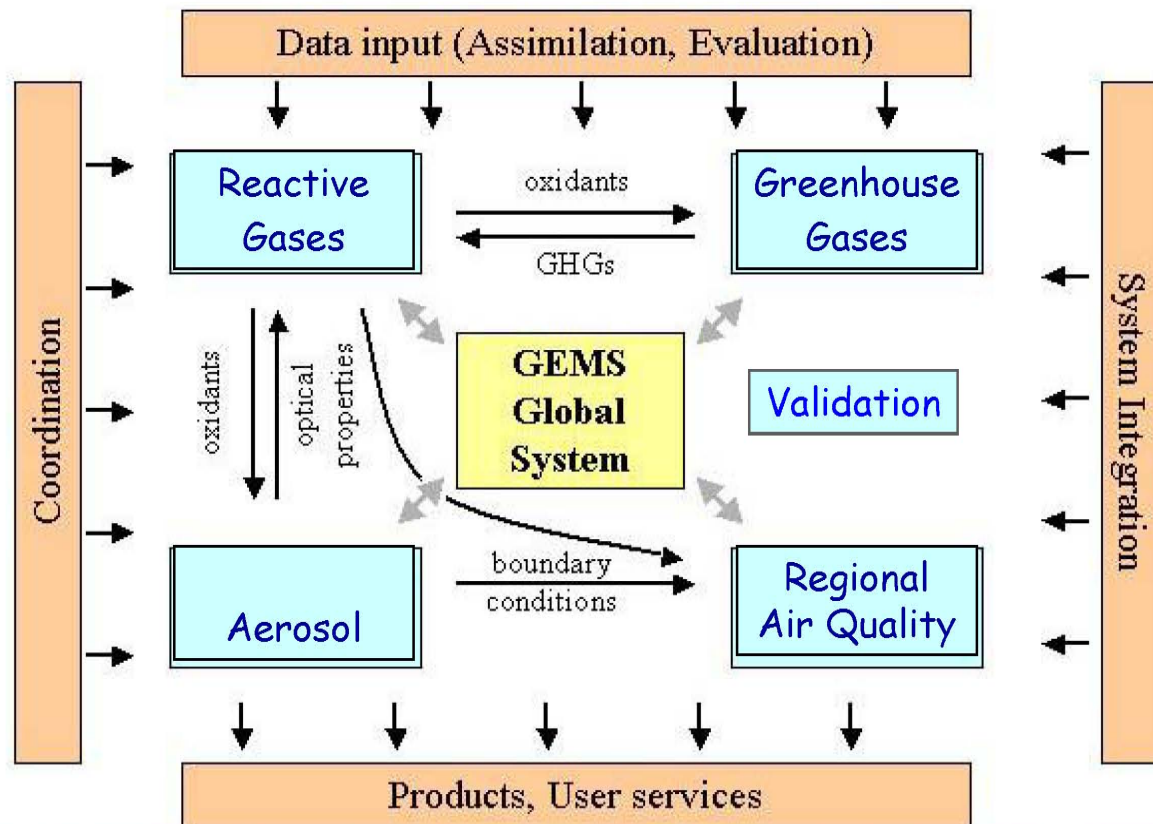 Data input (Assimilation, Evaluation)
Coordination
System Integration
Reactive
Gases
oxidants
GHGs
Greenhouse
Gases
oxidants
optical
properties
GEMS
Global
System
Validation
Aerosol
boundary
conditions
Regional
Air Quality
Products, User services